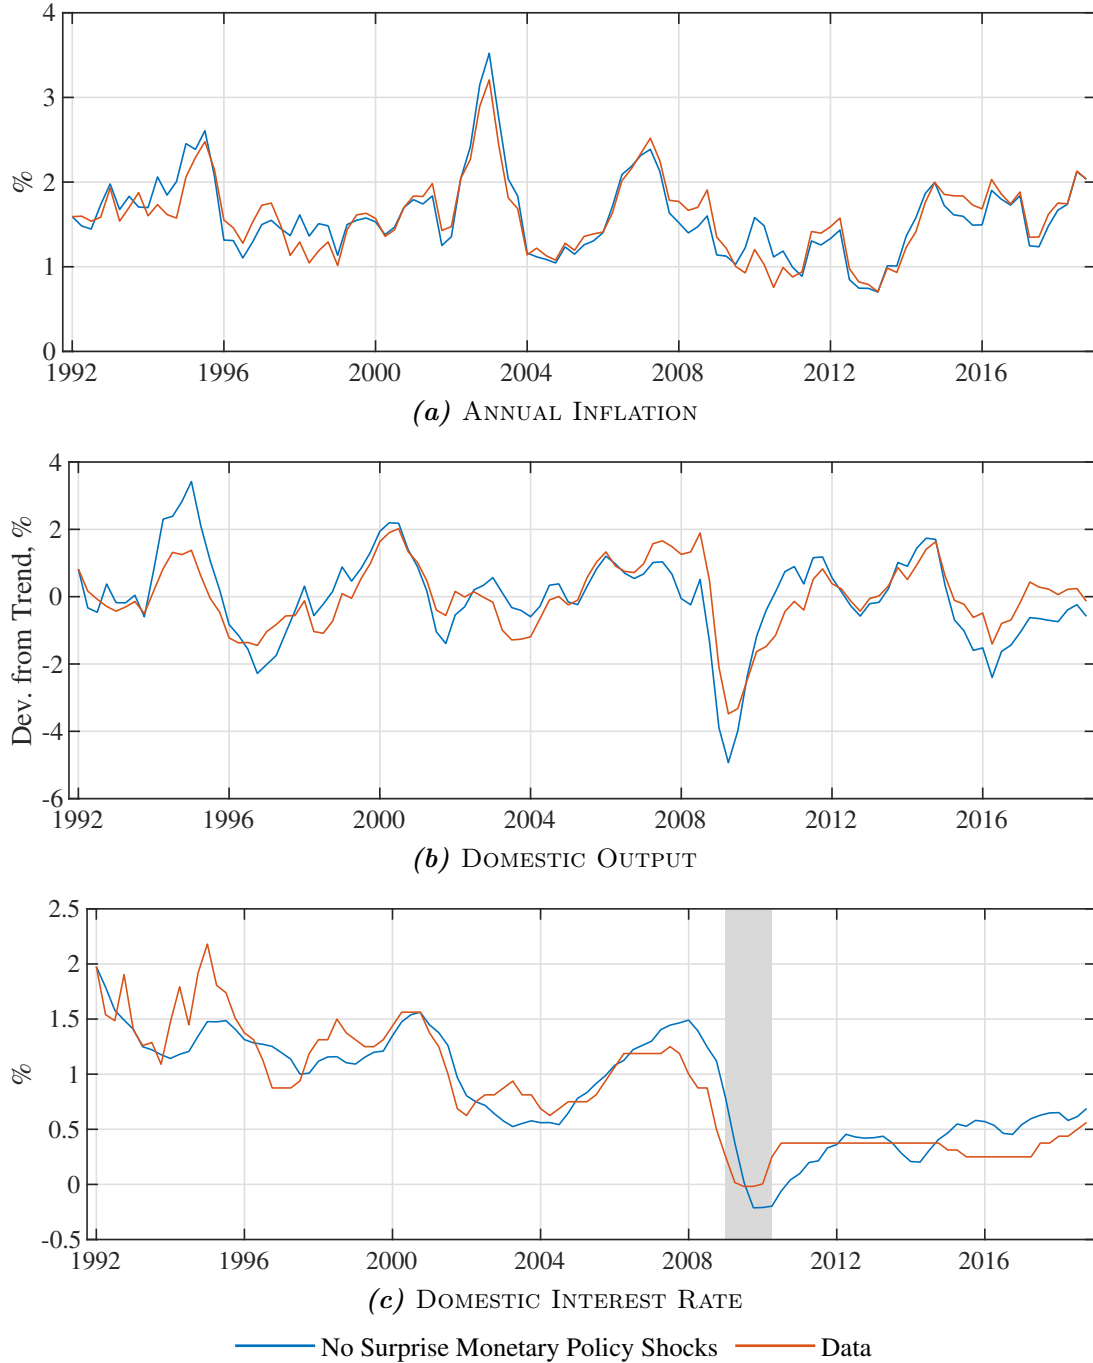 4
3
2
1
0
%
1992 1996 2000 2004 2008 2012 2016
(a) Annual Inflation
4
2
0
-2
-4
-6
Dev. from Trend, %
1992 1996 2000 2004 2008 2012 2016
(b) Domestic Output
2.5
2
1.5
1
0.5
0
-0.5
%
1992 1996 2000 2004 2008 2012 2016
(c) Domestic Interest Rate
No Surprise Monetary Policy Shocks Data